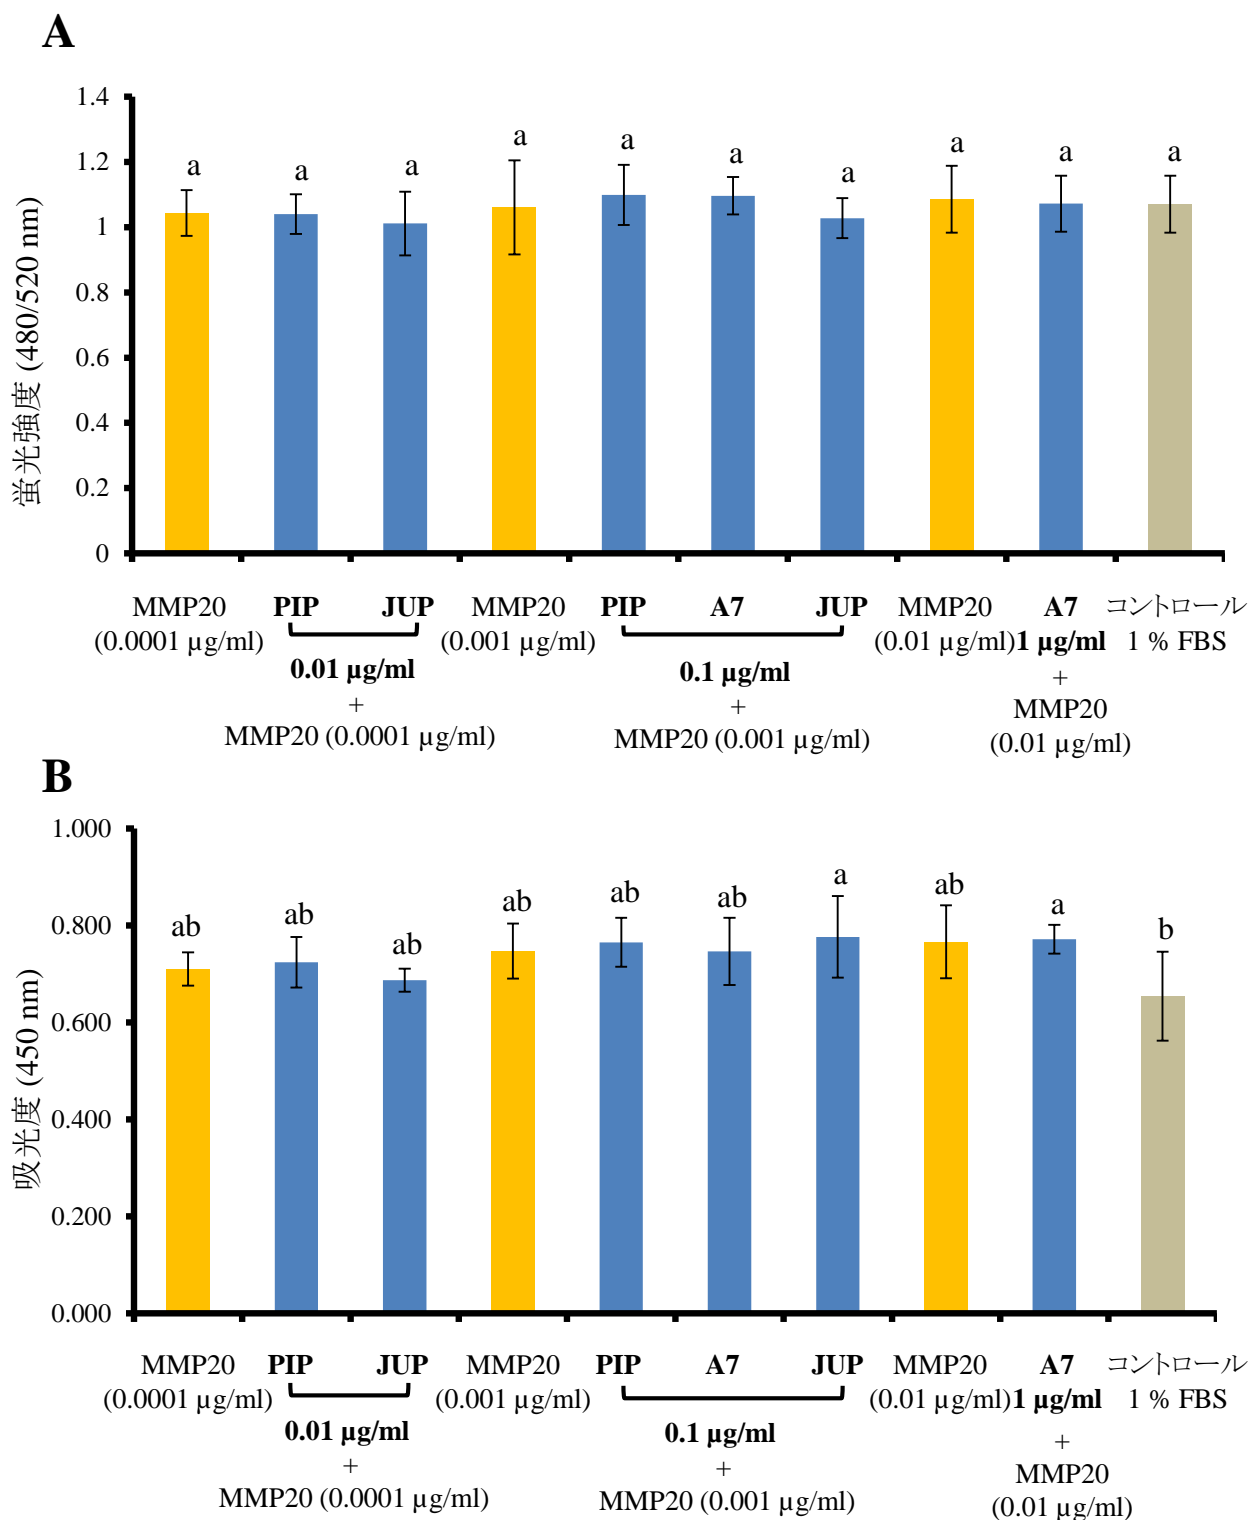 A
蛍光強度 (480/520 nm)
1.4
1.2
1
0.8
0.6
0.4
0.2
0
a a a a a a a a a a
MMP20 PIP JUP MMP20 PIP A7 JUP MMP20 A7 コントロール
(0.0001 µg/ml) (0.001 µg/ml) (0.01 µg/ml) 1 µg/ml 1 % FBS
0.01 µg/ml 0.1 µg/ml +
+ + MMP20
MMP20 (0.0001 µg/ml) MMP20 (0.001 µg/ml) (0.01 µg/ml)
B
吸光度 (450 nm)
1.000
0.800
0.600
0.400
0.200
0.000
ab ab ab ab ab ab a ab a b
MMP20 PIP JUP MMP20 PIP A7 JUP MMP20 A7 コントロール
(0.0001 µg/ml) (0.001 µg/ml) (0.01 µg/ml) 1 µg/ml 1 % FBS
0.01 µg/ml 0.1 µg/ml +
+ + MMP20
MMP20 (0.0001 µg/ml) MMP20 (0.001 µg/ml) (0.01 µg/ml)